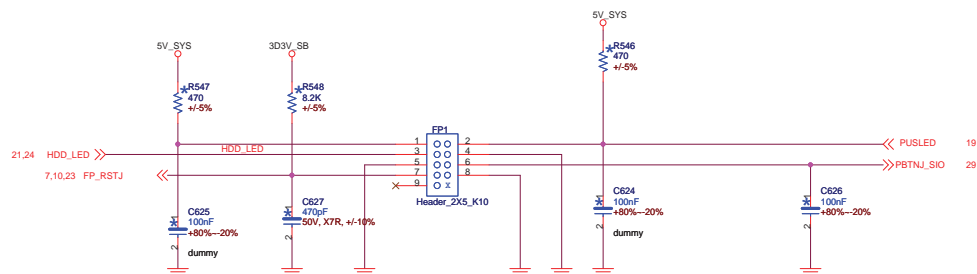 5V_SYS
3D3V_SB
5V_SYS
*
R547
470
+/-5%
*
R548
8.2K
+/-5%
*
R546
470
+/-5%
FP1
1
2
3
4
5
6
7
8
9
X
Header_2X5_K10
21,24 HDD_LED
HDD_LED
7,10,23 FP_RSTJ
PUSLED 19
PBTNJ_SIO 29
1
*
2
C625
100nF
+80%~-20%
dummy
1
*
2
C627
470pF
50V, X7R, +/-10%
1
*
2
C624
100nF
+80%~-20%
dummy
1
*
2
C626
100nF
+80%~-20%